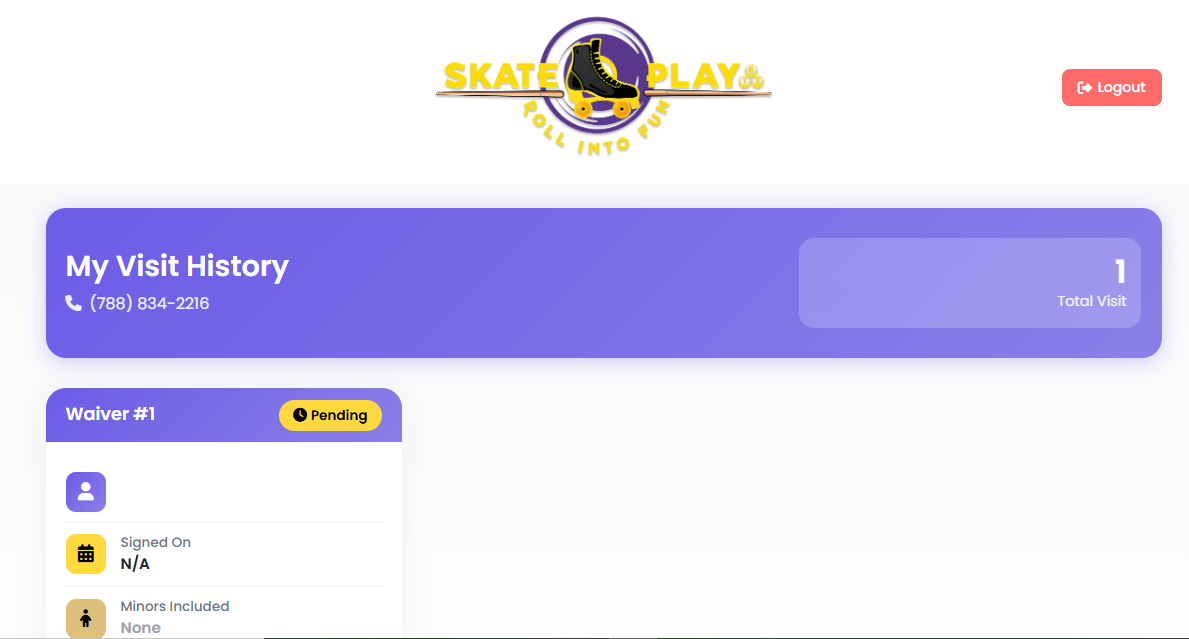 SKATE PLAY
ROLL INTO FUN
Logout
My Visit History
(788) 834-2216
1
Total Visit
Waiver #1
Pending
Signed On
N/A
Minors Included
None